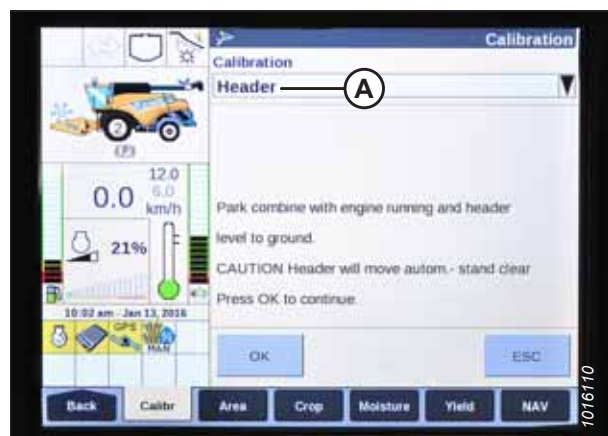 Calibration
Calibration
Header
A
2
(P)
12.0
6.0
0.0
km/h
21%
Park combine with engine running and header
level to ground.
CAUTION Header will move autom.- stand clear
Press OK to continue
10:02 am - Jan 13, 2016
GPS
MAN
OK
ESC
Back
Calibr
Area
Crop
Moisture
Yield
NAV
1016110